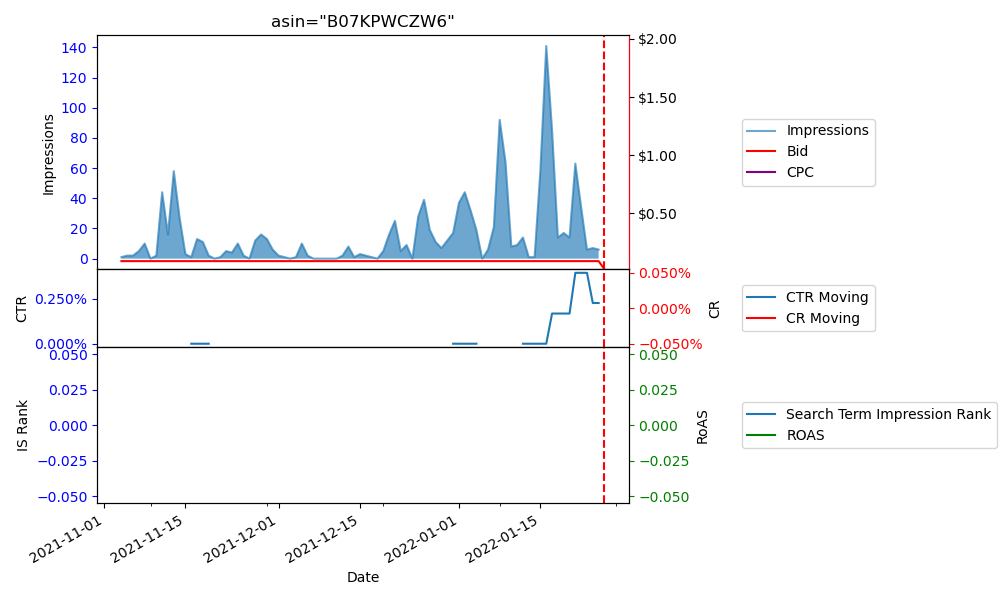 asin="B07KPWCZW6"
Impressions
140
120
100
80
60
40
20
0
$2.00
$1.50
$1.00
$0.50
Impressions
Bid
CPC
CTR
0.250%
0.000%
0.050%
0.000%
−0.050%
CR
CTR Moving
CR Moving
IS Rank
0.050
0.025
0.000
−0.025
−0.050
0.050
0.025
0.000
−0.025
−0.050
RoAS
Search Term Impression Rank
ROAS
2021-11-01
2021-11-15
2021-12-01
2021-12-15
2022-01-01
2022-01-15
Date